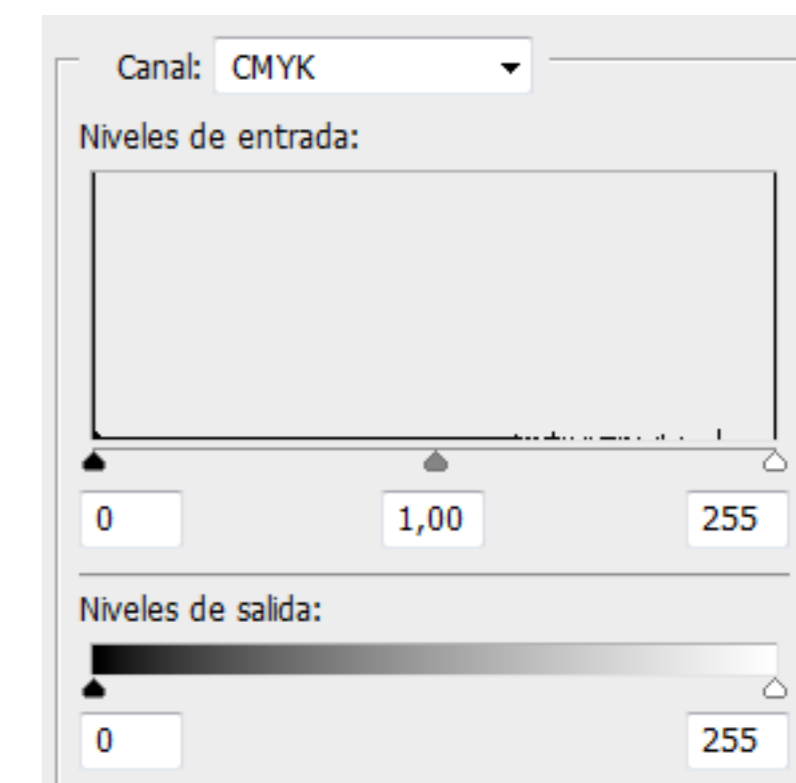 Canal: CMYK
Niveles de entrada:
0 1,00 255
Niveles de salida:
0 255